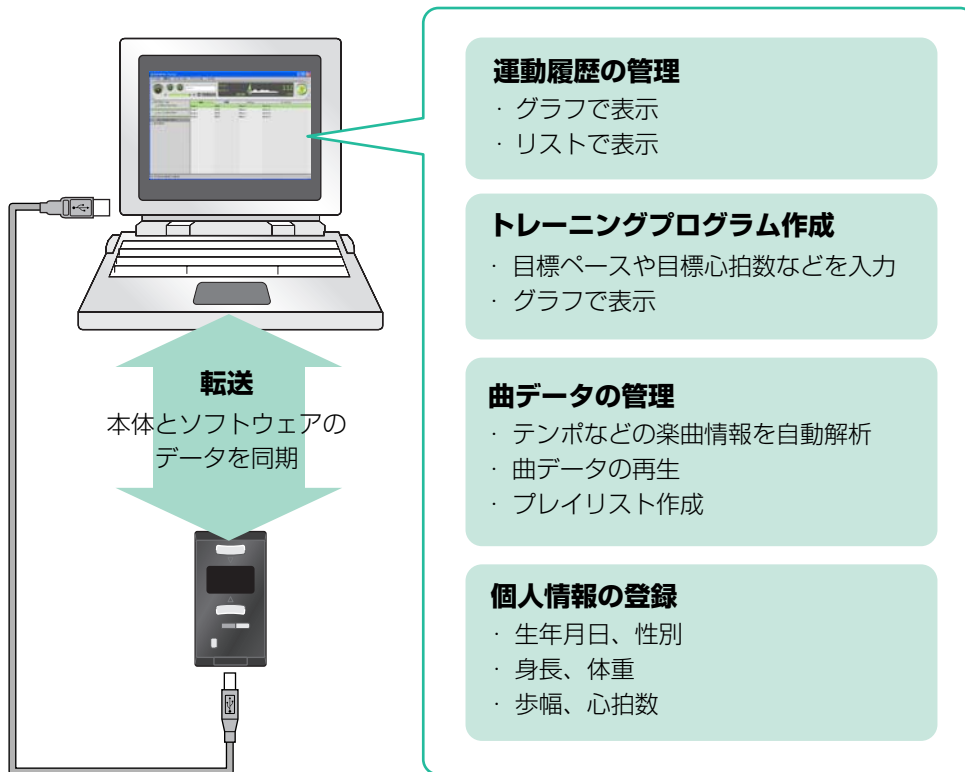 運動履歴の管理
· グラフで表示
· リストで表示
トレーニングプログラム作成
· 目標ペースや目標心拍数などを入力
· グラフで表示
転送
本体とソフトウェアの
データを同期
曲データの管理
· テンポなどの楽曲情報を自動解析
· 曲データの再生
· プレイリスト作成
個人情報の登録
· 生年月日、性別
· 身長、体重
· 歩幅、心拍数